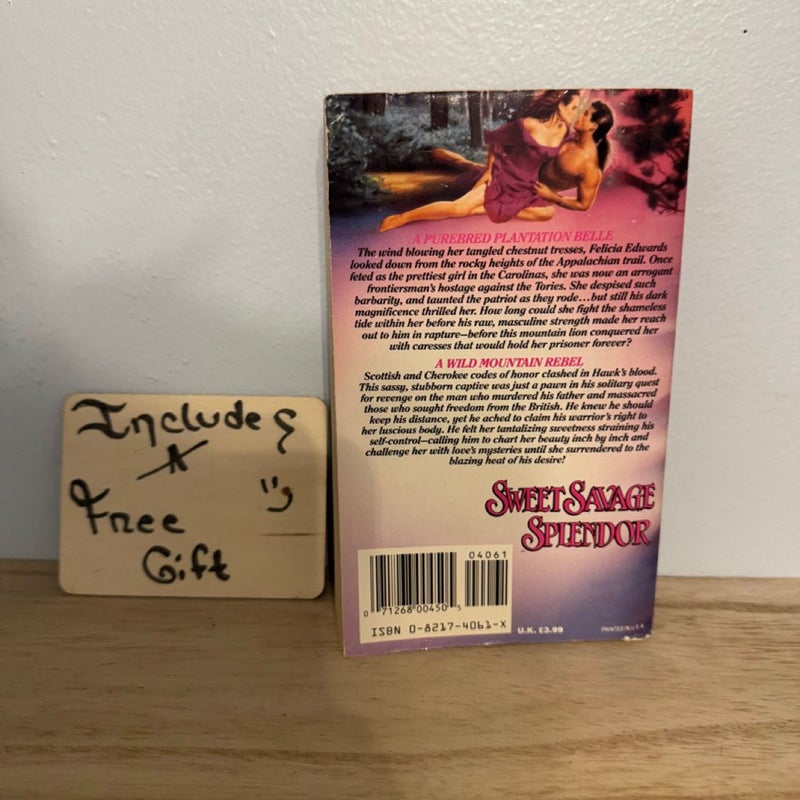 A PUREBRED PLANTATION BELLE
The wind blowing her tangled chestnut tresses, Felicia Edwards
looked down from the rocky heights of the Appalachian trail. Once
feted as the prettiest girl in the Carolinas, she was now an arrogant
frontiersman's hostage against the Tories. She despised such
barbarity, and taunted the patriot as they rode...but still his dark
magnificence thrilled her. How long could she fight the shameless
tide within her before his raw, masculine strength made her reach
out to him in rapture—before this mountain lion conquered her
with caresses that would hold her prisoner forever?
A WILD MOUNTAIN REBEL
Scottish and Cherokee codes of honor clashed in Hawk's blood.
This sassy, stubborn captive was just a pawn in his solitary quest
for revenge on the man who murdered his father and massacred
those who sought freedom from the British. He knew he should
keep his distance, yet he ached to claim his warrior's right to
her luscious body. He felt her tantalizing sweetness straining his
self-control—calling him to chart her beauty inch by inch and
challenge her with love's mysteries until she surrendered to the
blazing heat of his desire!
SWEET SAVAGE
SPLENDOR
04061
0 71268 00450 5
ISBN 0-8217-4061-X
U.K. £3.99
PRINTED IN U.S.A.
Includes
A
Free
Gift